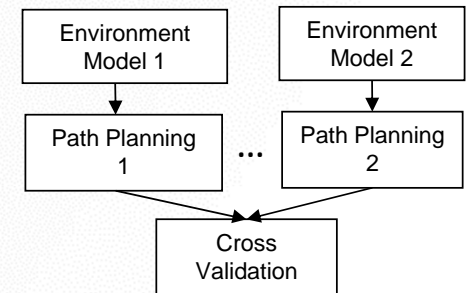 Environment
Model 1
Environment
Model 2
Path Planning
1
...
Path Planning
2
Cross
Validation